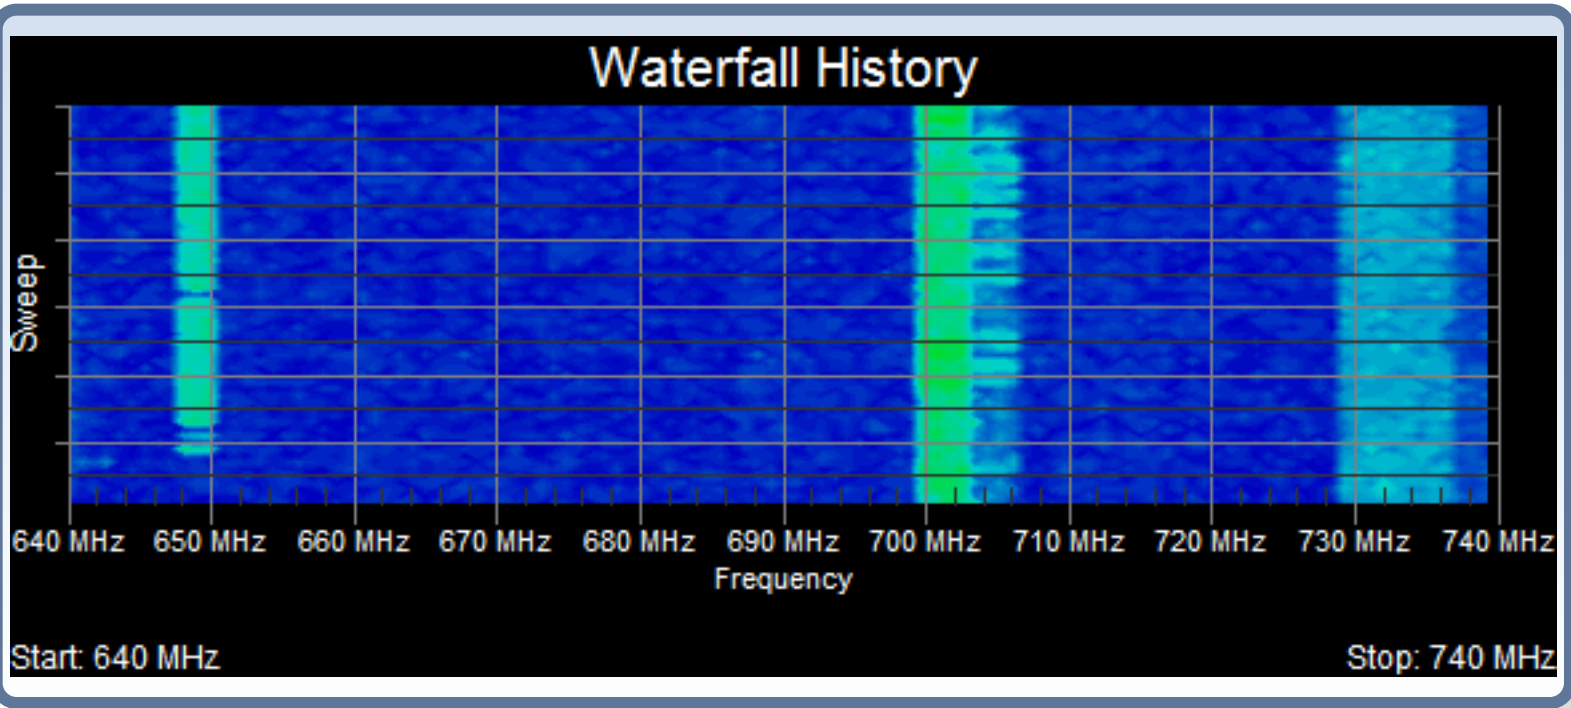 Waterfall History
Sweep
640 MHz 650 MHz 660 MHz 670 MHz 680 MHz 690 MHz 700 MHz 710 MHz 720 MHz 730 MHz 740 MHz
Frequency
Start: 640 MHz Stop: 740 MHz